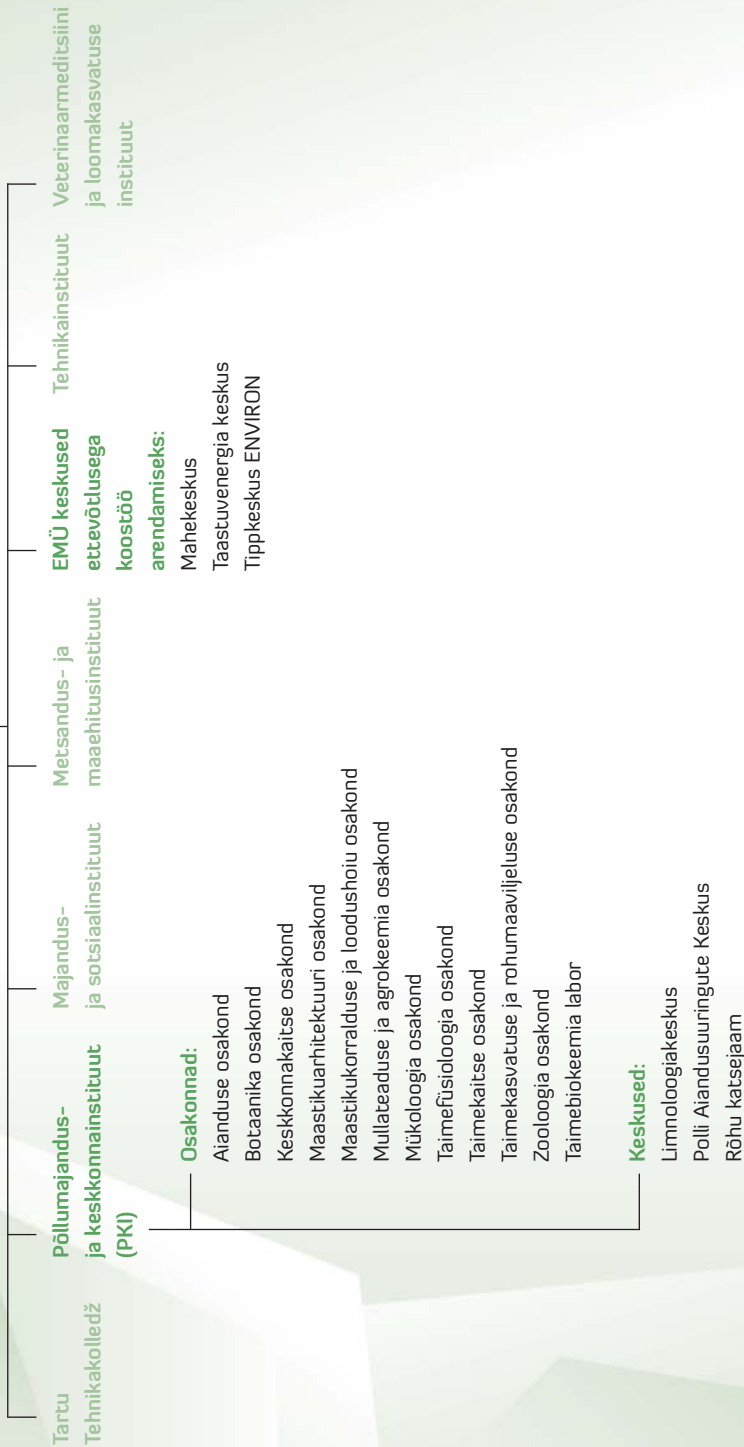 Tartu
Tehnikakolledž
Põllumajandus-
ja keskkonnainstituut
(PKI)
Osakonnad:
Aianduse osakond
Botaanika osakond
Keskkonnakaitse osakond
Maastikuarhitektuuri osakond
Maastikukorralduse ja loodushoiu osakond
Mullateaduse ja agrokeemia osakond
Mükoloogia osakond
Taimefüsioloogia osakond
Taimekaitse osakond
Taimekasvatuse ja rohumaaviljeluse osakond
Zooloogia osakond
Taimebiokeemia labor
Keskused:
Limnoloogiakeskus
Polli Aiandusuuringute Keskus
Rõhu katsejaam
Majandus-
ja sotsiaalinstituut
Metsandus- ja
maaehitusinstituut
EMÜ keskused
ettevõtlusega
koostöö
arendamiseks:
Mahekeskus
Taastuvenergia keskus
Tippkeskus ENVIRON
Tehnikainstituut
Veterinaarmeditsiini
ja loomakasvatuse
instituut